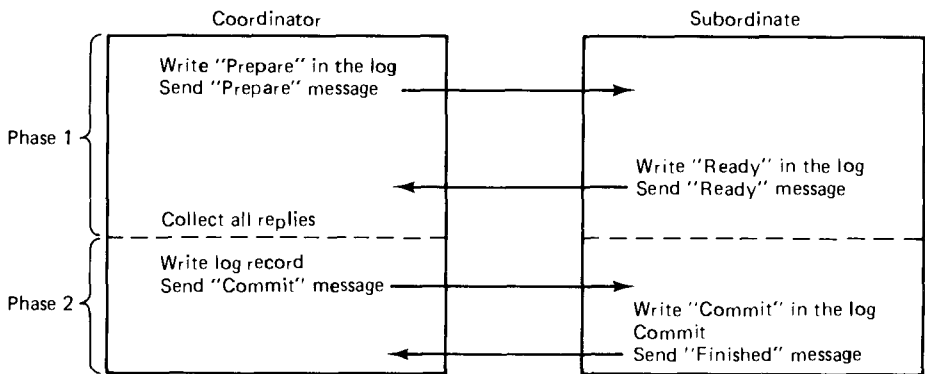 Coordinator
Subordinate
Phase 1
Write "Prepare" in the log
Send "Prepare" message
Write "Ready" in the log
Send "Ready" message
Collect all replies
Phase 2
Write log record
Send "Commit" message
Write "Commit" in the log
Commit
Send "Finished" message